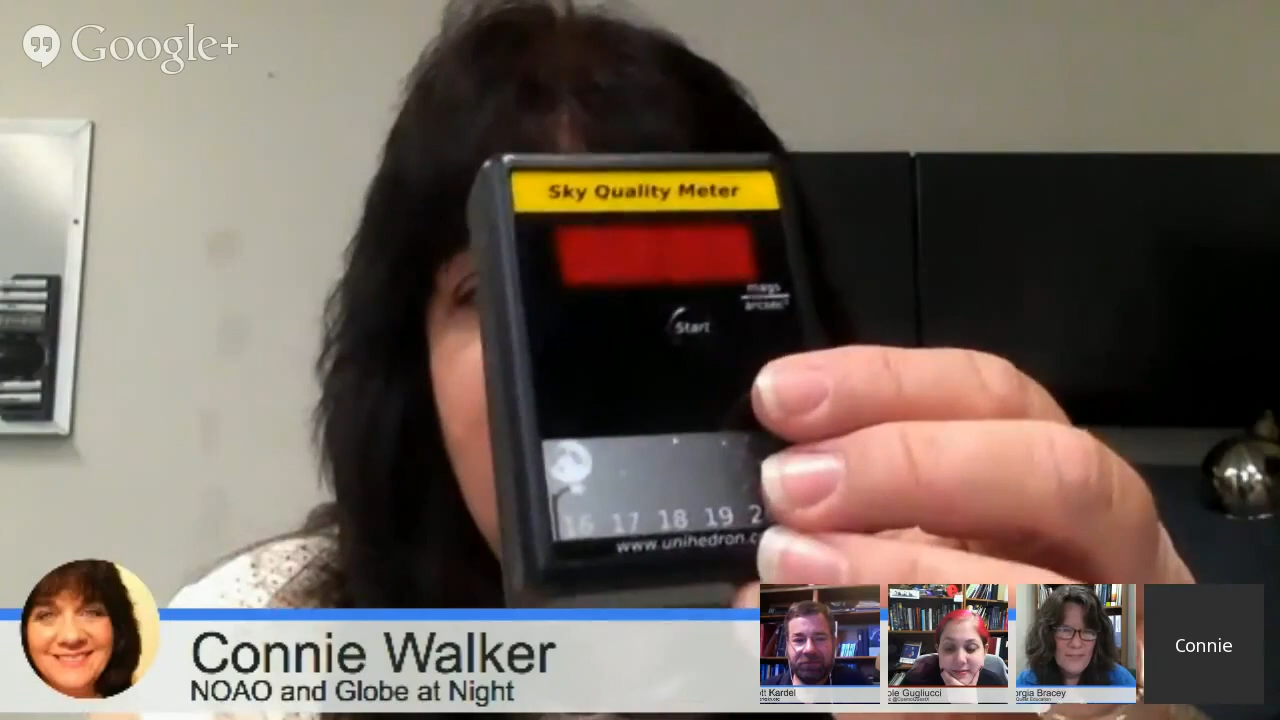 Google+
Sky Quality Meter
mags
arcsec²
Start
16 17 18 19 2
www.unihedron.c
Connie Walker
NOAO and Globe at Night
Kardel
Gugliucci
Bracey
Connie